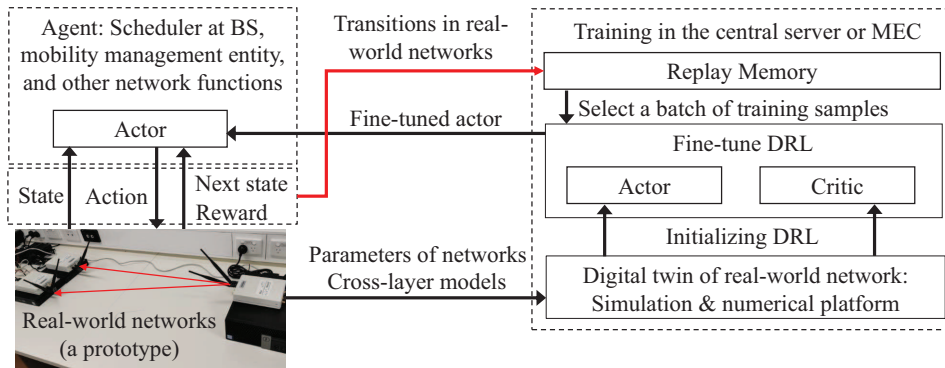 Agent: Scheduler at BS,
mobility management entity,
and other network functions
Actor
State
Action
Next state
Reward
Real-world networks
(a prototype)
Transitions in real-
world networks
Fine-tuned actor
Parameters of networks
Cross-layer models
Training in the central server or MEC
Replay Memory
Select a batch of training samples
Fine-tune DRL
Actor
Critic
Initializing DRL
Digital twin of real-world network:
Simulation & numerical platform